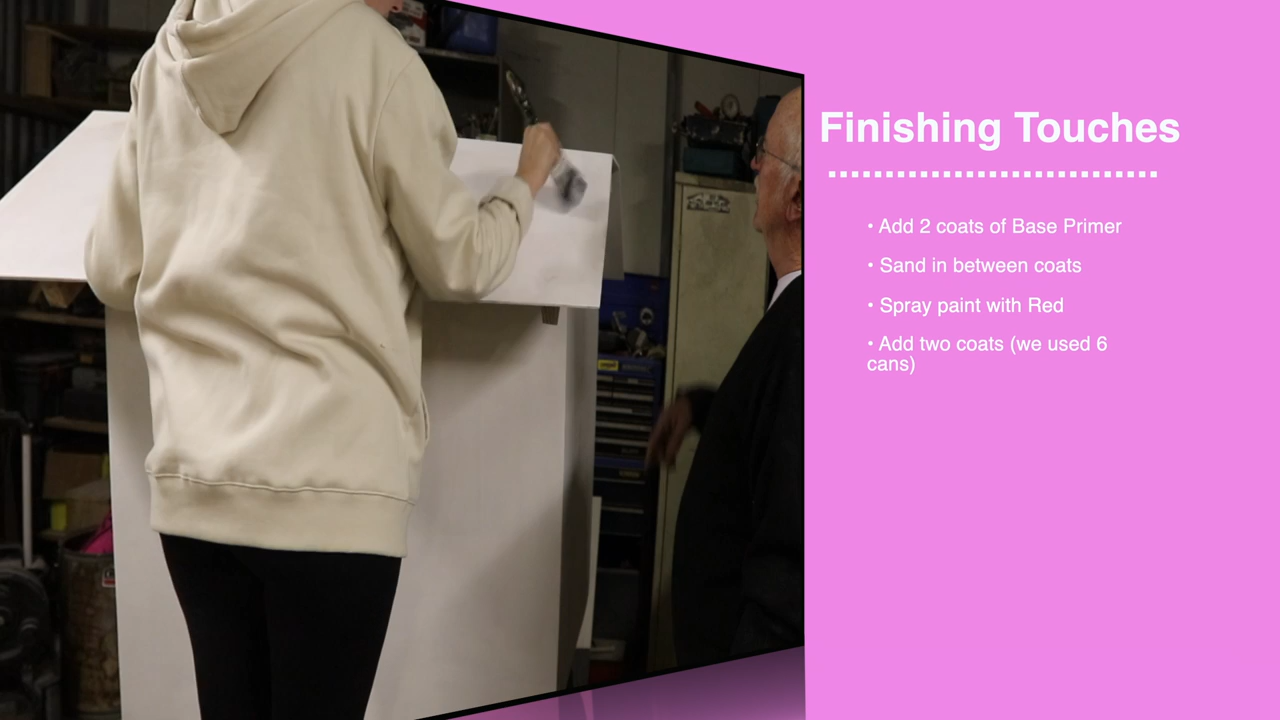 Finishing Touches
• Add 2 coats of Base Primer
• Sand in between coats
• Spray paint with Red
• Add two coats (we used 6
cans)